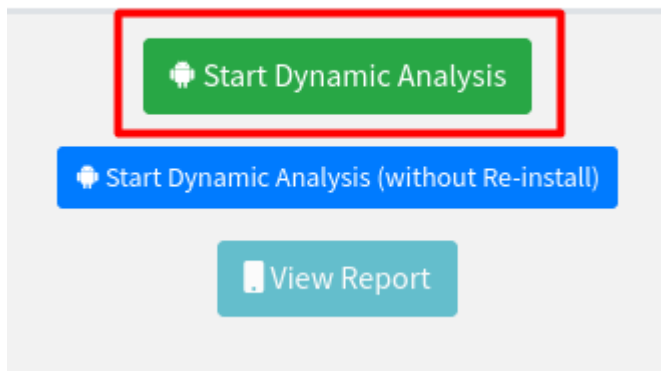 Start Dynamic Analysis
Start Dynamic Analysis (without Re-install)
View Report